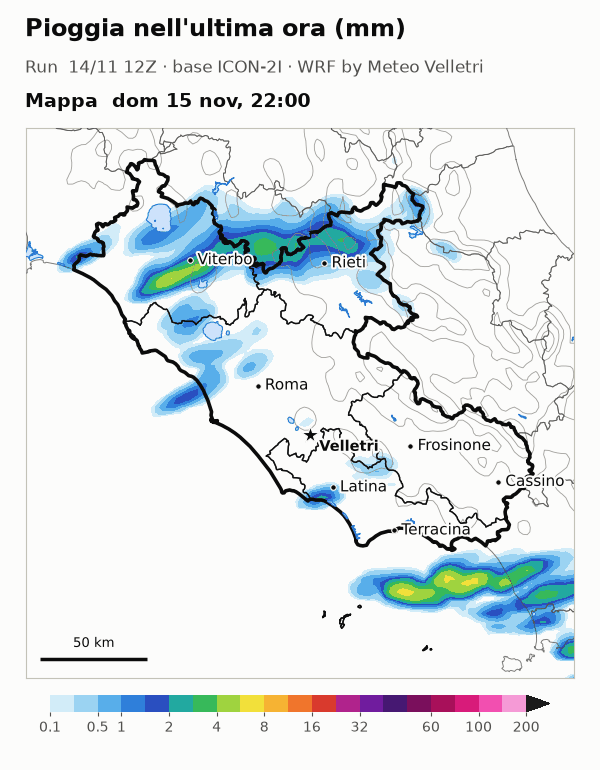 Pioggia nell'ultima ora (mm)
Run  14/11 12Z · base ICON-2I · WRF by Meteo Velletri
Mappa  dom 15 nov, 22:00
Viterbo
Rieti
Roma
Velletri
Frosinone
Cassino
Latina
Terracina
50 km
0.1 0.5 1 2 4 8 16 32 60 100 200